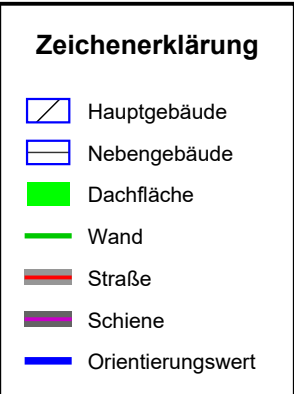 Zeichenerklärung
Hauptgebäude
Nebengebäude
Dachfläche
Wand
Straße
Schiene
Orientierungswert